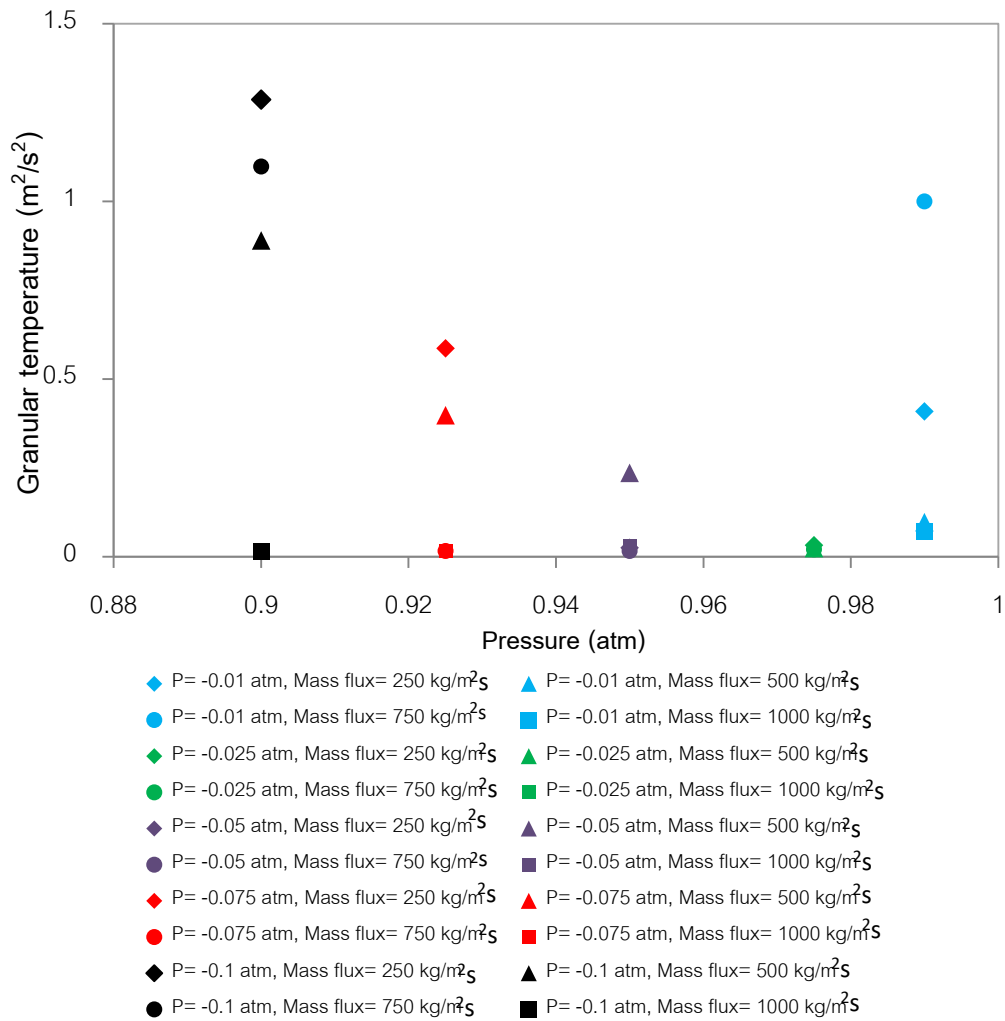 1.5
1
0.5
0
Granular temperature (m²/s²)
0.88 0.9 0.92 0.94 0.96 0.98 1
Pressure (atm)
P= -0.01 atm, Mass flux= 250 kg/m²s P= -0.01 atm, Mass flux= 500 kg/m²s
P= -0.01 atm, Mass flux= 750 kg/m²s P= -0.01 atm, Mass flux= 1000 kg/m²s
P= -0.025 atm, Mass flux= 250 kg/m²s P= -0.025 atm, Mass flux= 500 kg/m²s
P= -0.025 atm, Mass flux= 750 kg/m²s P= -0.025 atm, Mass flux= 1000 kg/m²s
P= -0.05 atm, Mass flux= 250 kg/m²s P= -0.05 atm, Mass flux= 500 kg/m²s
P= -0.05 atm, Mass flux= 750 kg/m²s P= -0.05 atm, Mass flux= 1000 kg/m²s
P= -0.075 atm, Mass flux= 250 kg/m²s P= -0.075 atm, Mass flux= 500 kg/m²s
P= -0.075 atm, Mass flux= 750 kg/m²s P= -0.075 atm, Mass flux= 1000 kg/m²s
P= -0.1 atm, Mass flux= 250 kg/m²s P= -0.1 atm, Mass flux= 500 kg/m²s
P= -0.1 atm, Mass flux= 750 kg/m²s P= -0.1 atm, Mass flux= 1000 kg/m²s